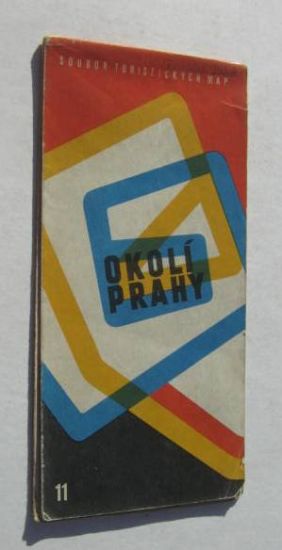 SOUBOR TURISTICKÝCH MAP
OKOLÍ
PRAHY
11